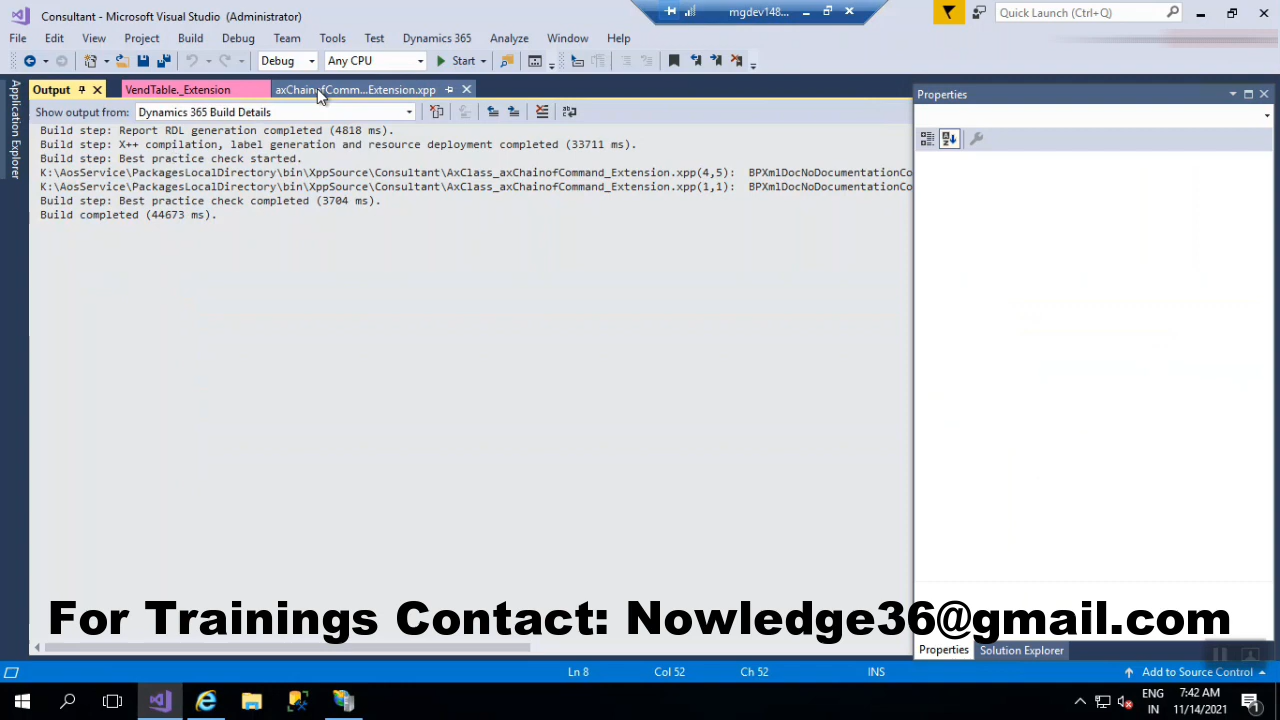 Consultant - Microsoft Visual Studio (Administrator)
mgdev148...
Quick Launch (Ctrl+Q)
File Edit View Project Build Debug Team Tools Test Dynamics 365 Analyze Window Help
Debug Any CPU Start
Application Explorer
Output VendTable._Extension axChainofComm...Extension.xpp
Properties
Show output from: Dynamics 365 Build Details
Build step: Report RDL generation completed (4818 ms).
Build step: X++ compilation, label generation and resource deployment completed (33711 ms).
Build step: Best practice check started.
K:\AosService\PackagesLocalDirectory\bin\XppSource\Consultant\AxClass_axChainofCommand_Extension.xpp(4,5): BPXmlDocNoDocumentationCo
K:\AosService\PackagesLocalDirectory\bin\XppSource\Consultant\AxClass_axChainofCommand_Extension.xpp(1,1): BPXmlDocNoDocumentationCo
Build step: Best practice check completed (3704 ms).
Build completed (44673 ms).
For Trainings Contact: Nowledge36@gmail.com
Properties Solution Explorer
Ln 8 Col 52 Ch 52 INS Add to Source Control
ENG 7:42 AM
IN 11/14/2021
1